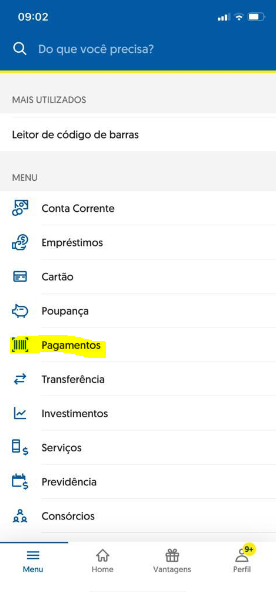 09:02
Do que você precisa?
MAIS UTILIZADOS
Leitor de código de barras
MENU
Conta Corrente
Empréstimos
Cartão
Poupança
Pagamentos
Transferência
Investimentos
Serviços
Previdência
Consórcios
9+
Menu Home Vantagens Perfil